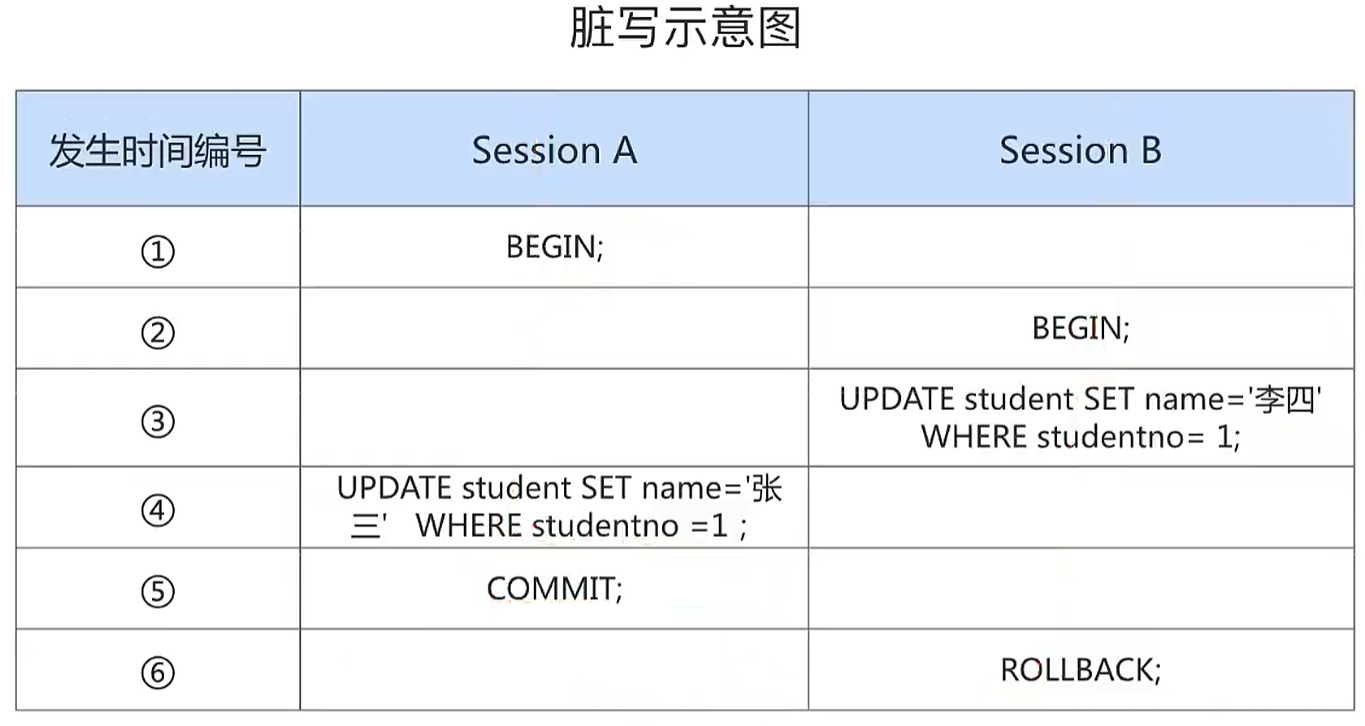 脏写示意图
发生时间编号 Session A Session B
① BEGIN;
② BEGIN;
③ UPDATE student SET name='李四'
WHERE studentno= 1;
④ UPDATE student SET name='张
三' WHERE studentno =1 ;
⑤ COMMIT;
⑥ ROLLBACK;